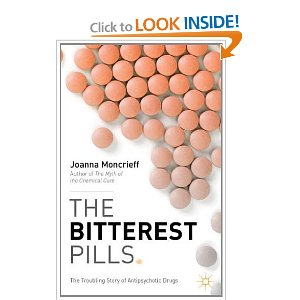 Click to LOOK INSIDE!
Joanna Moncrieff
Author of The Myth of
the Chemical Cure
THE
BITTEREST
PILLS.
The Troubling Story of Antipsychotic Drugs